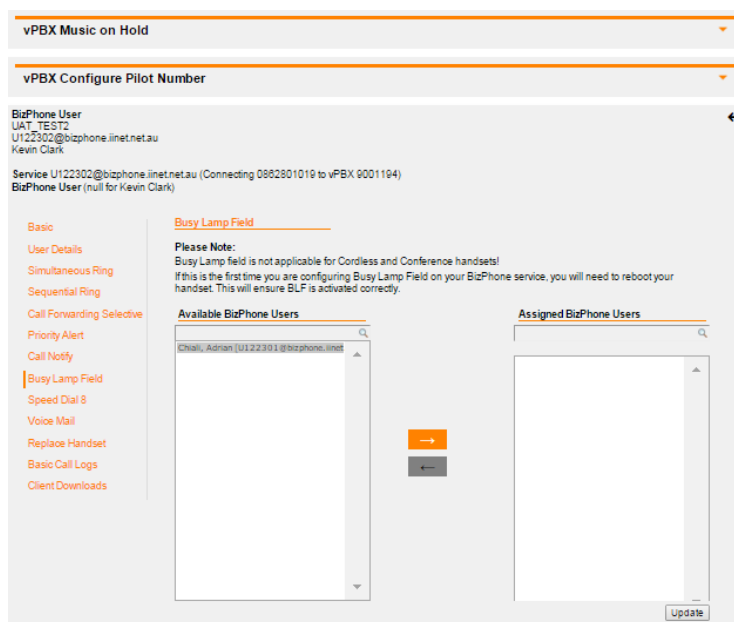 vPBX Music on Hold
vPBX Configure Pilot Number
BizPhone User
UAT_TEST2
U122302@bizphone.iinet.net.au
Kevin Clark
Service U122302@bizphone.iinet.net.au (Connecting 0862801019 to vPBX 9001194)
BizPhone User (null for Kevin Clark)
Basic
User Details
Simultaneous Ring
Sequential Ring
Call Forwarding Selective
Priority Alert
Call Notify
Busy Lamp Field
Speed Dial 8
Voice Mail
Replace Handset
Basic Call Logs
Client Downloads
Busy Lamp Field
Please Note:
Busy Lamp field is not applicable for Cordless and Conference handsets!
If this is the first time you are configuring Busy Lamp Field on your BizPhone service, you will need to reboot your
handset. This will ensure BLF is activated correctly.
Available BizPhone Users
Chiali, Adrian [U122301@bizphone.iinet
Assigned BizPhone Users
→
←
Update